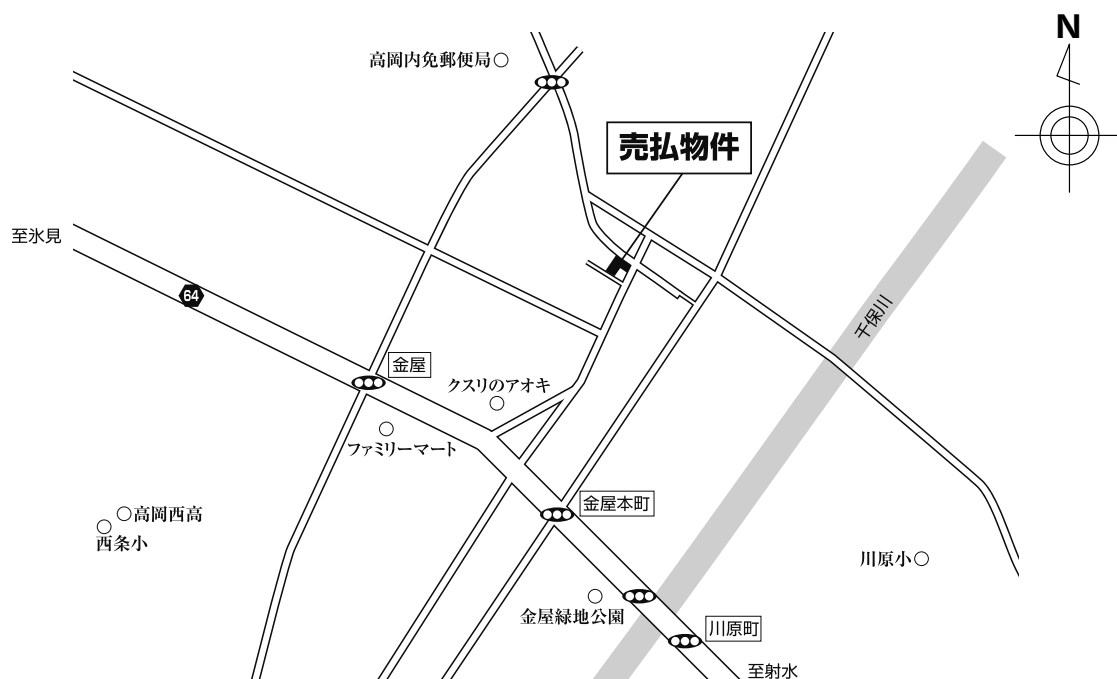 N
高岡内免郵便局
売払物件
至氷見
64
千保川
金屋
クスリのアオキ
ファミリーマート
金屋本町
高岡西高
西条小
川原小
金屋緑地公園
川原町
至射水